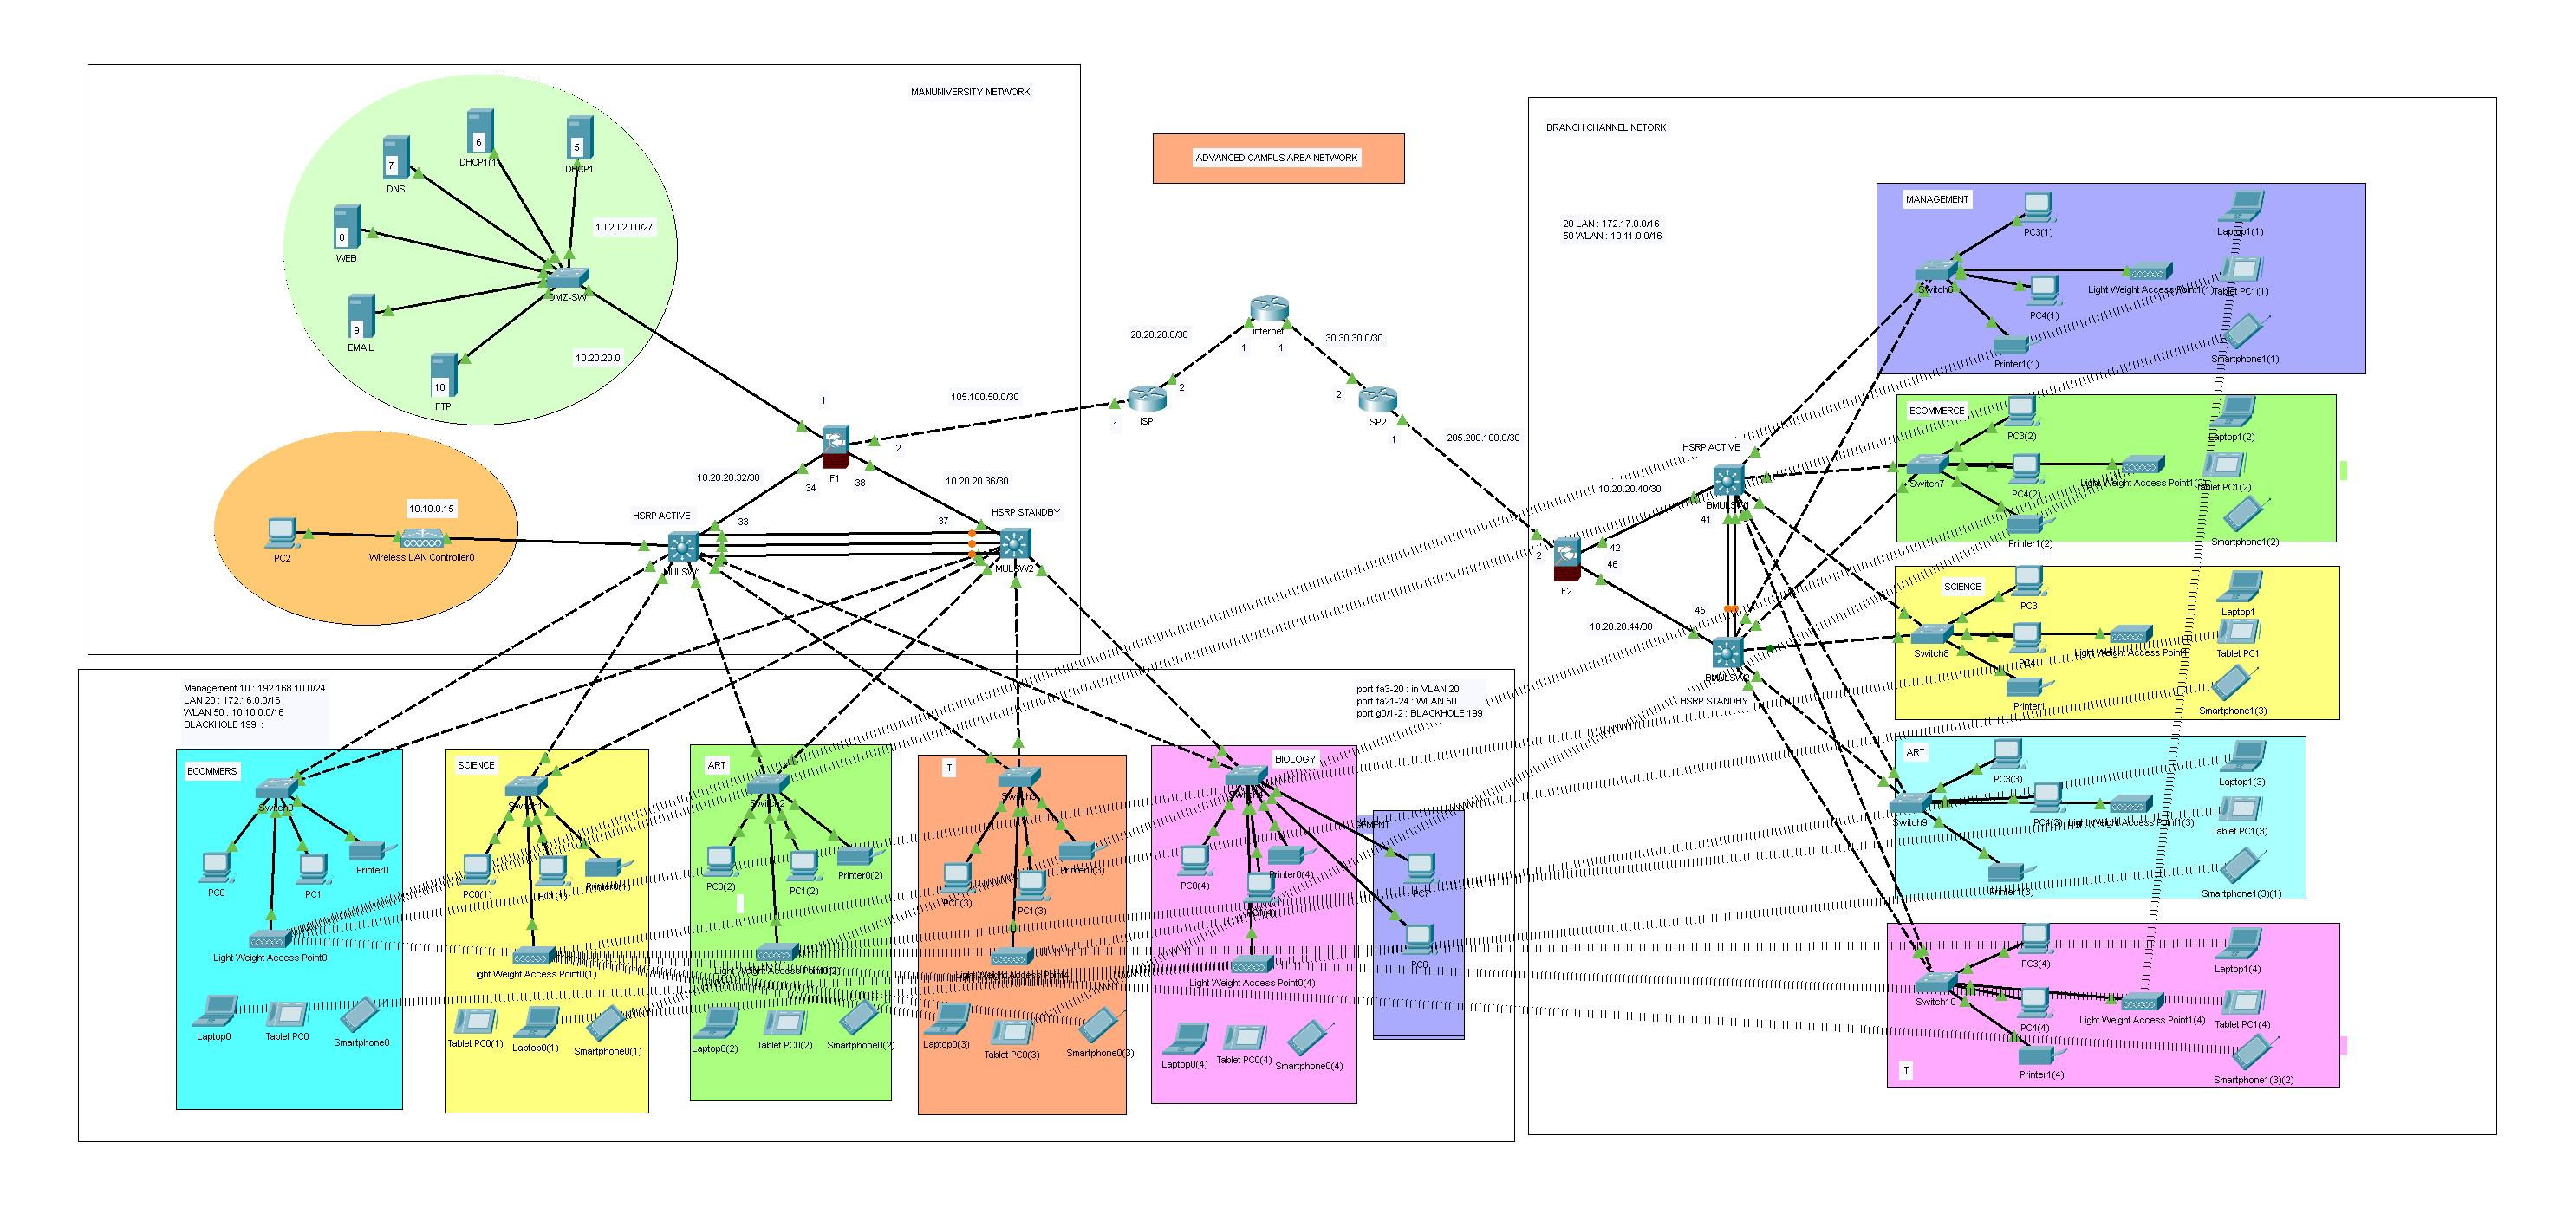 MANUNIVERSITY NETWORK
6
DHCP1(1)
5
DHCP1
7
DNS
8
WEB
10.20.20.0/27
DMZ-SW
9
EMAIL
10.20.20.0
10
FTP
ADVANCED CAMPUS AREA NETWORK
20.20.20.0/30
Internet
1
1
30.30.30.0/30
2
ISP
1
105.100.50.0/30
2
ISP2
1
205.200.100.0/30
1
F1
2
34
38
10.20.20.32/30
10.20.20.36/30
HSRP ACTIVE
33
37
HSRP STANDBY
MULSW1
MULSW2
10.10.0.15
PC2
Wireless LAN Controller0
Management 10 : 192.168.10.0/24
LAN 20 : 172.16.0.0/16
WLAN 50 : 10.10.0.0/16
BLACKHOLE 199 :
port fa3-20 : in VLAN 20
port fa21-24 : WLAN 50
port g0/1-2 : BLACKHOLE 199
ECOMMERS
Switch0
PC0
PC1
Printer0
Light Weight Access Point0
Laptop0
Tablet PC0
Smartphone0
SCIENCE
Switch1
PC0(1)
PC1(1)
Printer0(1)
Light Weight Access Point0(1)
Tablet PC0(1)
Laptop0(1)
Smartphone0(1)
ART
Switch2
PC0(2)
PC1(2)
Printer0(2)
Light Weight Access Point0(2)
Laptop0(2)
Tablet PC0(2)
Smartphone0(2)
IT
PC0(3)
PC1(3)
Printer0(3)
Laptop0(3)
Tablet PC0(3)
Smartphone0(3)
BIOLOGY
PC0(4)
Printer0(4)
Light Weight Access Point0(4)
Laptop0(4)
Tablet PC0(4)
Smartphone0(4)
PC7
PC6
BRANCH CHANNEL NETORK
20 LAN : 172.17.0.0/16
50 WLAN : 10.11.0.0/16
HSRP ACTIVE
10.20.20.40/30
41
2
42
46
F2
10.20.20.44/30
45
HSRP STANDBY
MANAGEMENT
Switch6
PC3(1)
PC4(1)
Printer1(1)
Light Weight Access Point1(1)
Laptop1(1)
Tablet PC1(1)
Smartphone1(1)
ECOMMERCE
Switch7
PC3(2)
PC4(2)
Printer1(2)
Light Weight Access Point1(2)
Laptop1(2)
Tablet PC1(2)
Smartphone1(2)
SCIENCE
Switch8
PC3
PC4
Printer1
Light Weight Access Point1
Laptop1
Tablet PC1
Smartphone1(3)
ART
Switch9
PC3(3)
PC4(3)
Printer1(3)
Light Weight Access Point1(3)
Laptop1(3)
Tablet PC1(3)
Smartphone1(3)(1)
IT
Switch10
PC3(4)
PC4(4)
Printer1(4)
Light Weight Access Point1(4)
Laptop1(4)
Tablet PC1(4)
Smartphone1(3)(2)